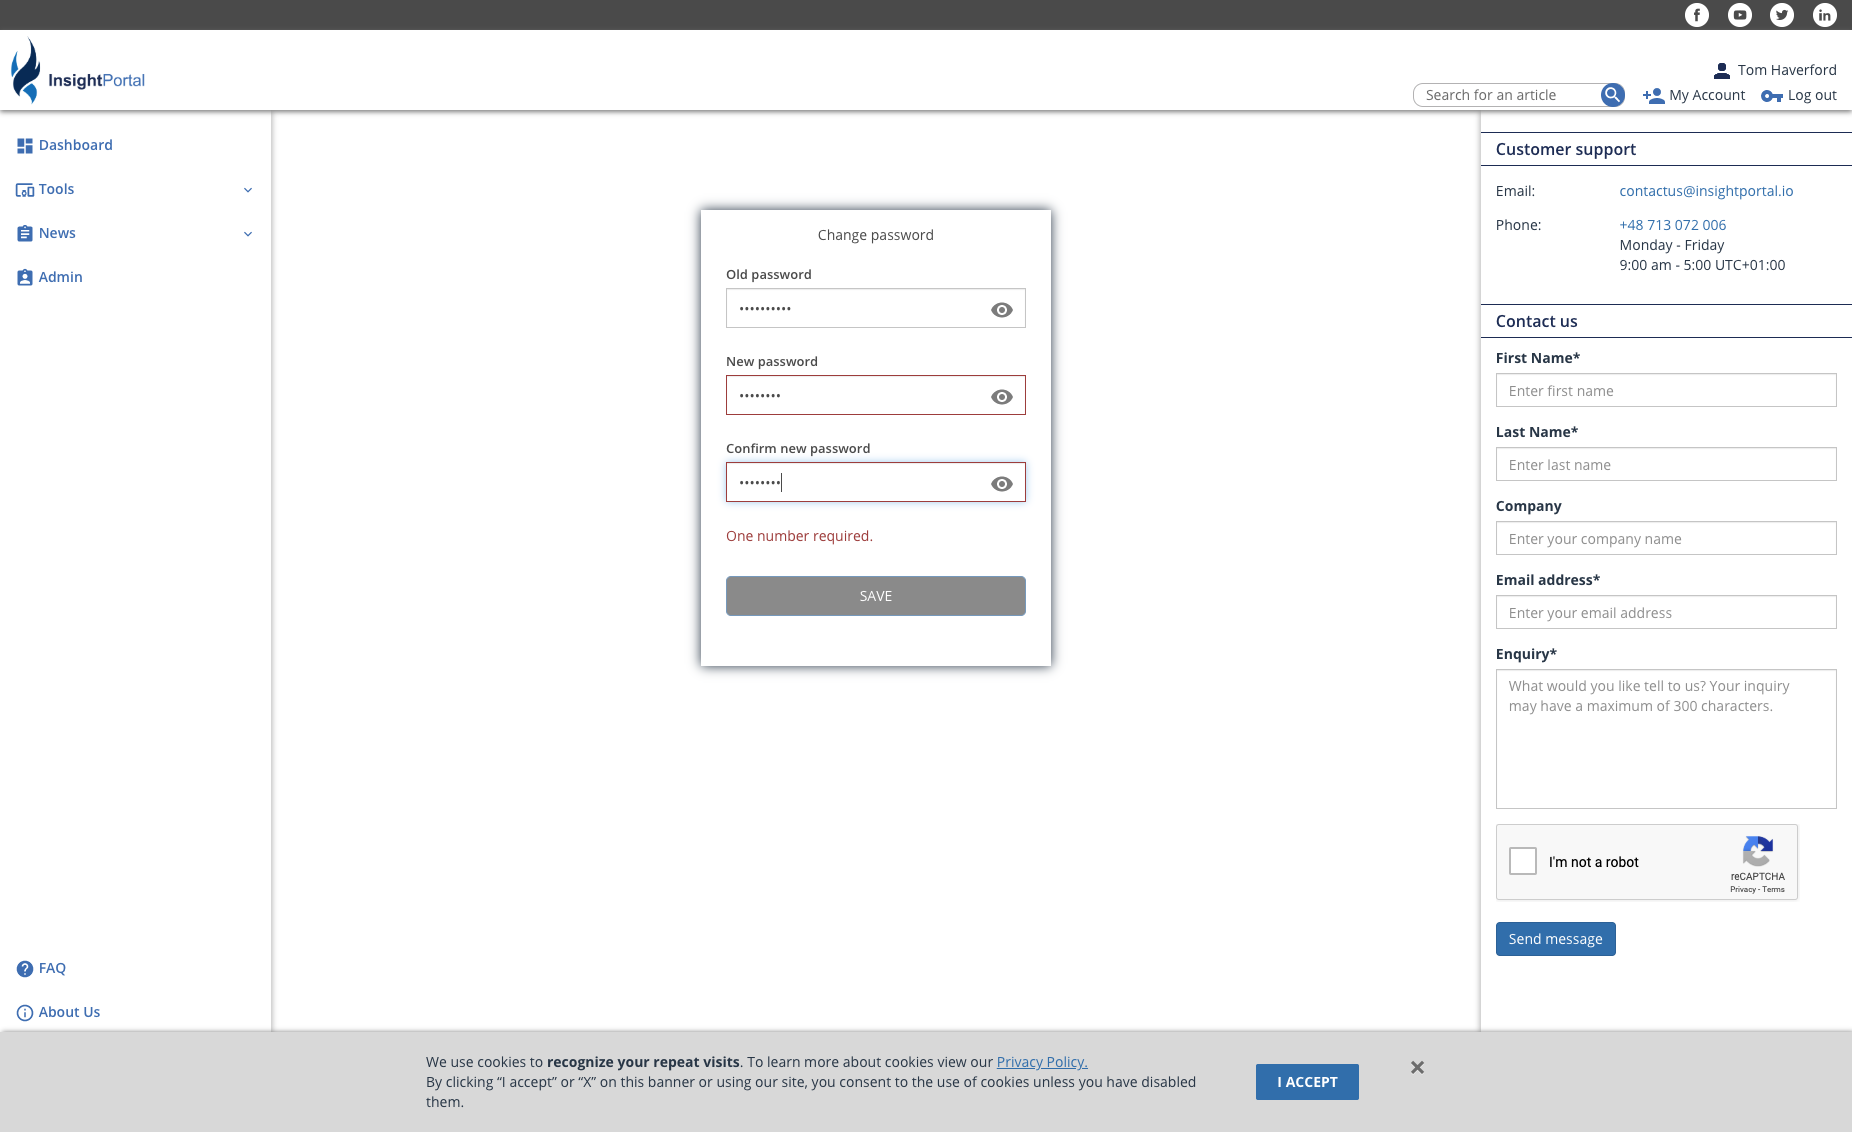 InsightPortal
Tom Haverford
Search for an article
My Account
Log out
Dashboard
Tools
News
Admin
FAQ
About Us
Change password
Old password
••••••••••
New password
••••••••
Confirm new password
••••••••
One number required.
SAVE
Customer support
Email: contactus@insightportal.io
Phone: +48 713 072 006
Monday - Friday
9:00 am - 5:00 UTC+01:00
Contact us
First Name*
Enter first name
Last Name*
Enter last name
Company
Enter your company name
Email address*
Enter your email address
Enquiry*
What would you like tell to us? Your inquiry
may have a maximum of 300 characters.
I'm not a robot
reCAPTCHA
Privacy - Terms
Send message
We use cookies to recognize your repeat visits. To learn more about cookies view our Privacy Policy.
By clicking “I accept” or “X” on this banner or using our site, you consent to the use of cookies unless you have disabled
them.
I ACCEPT